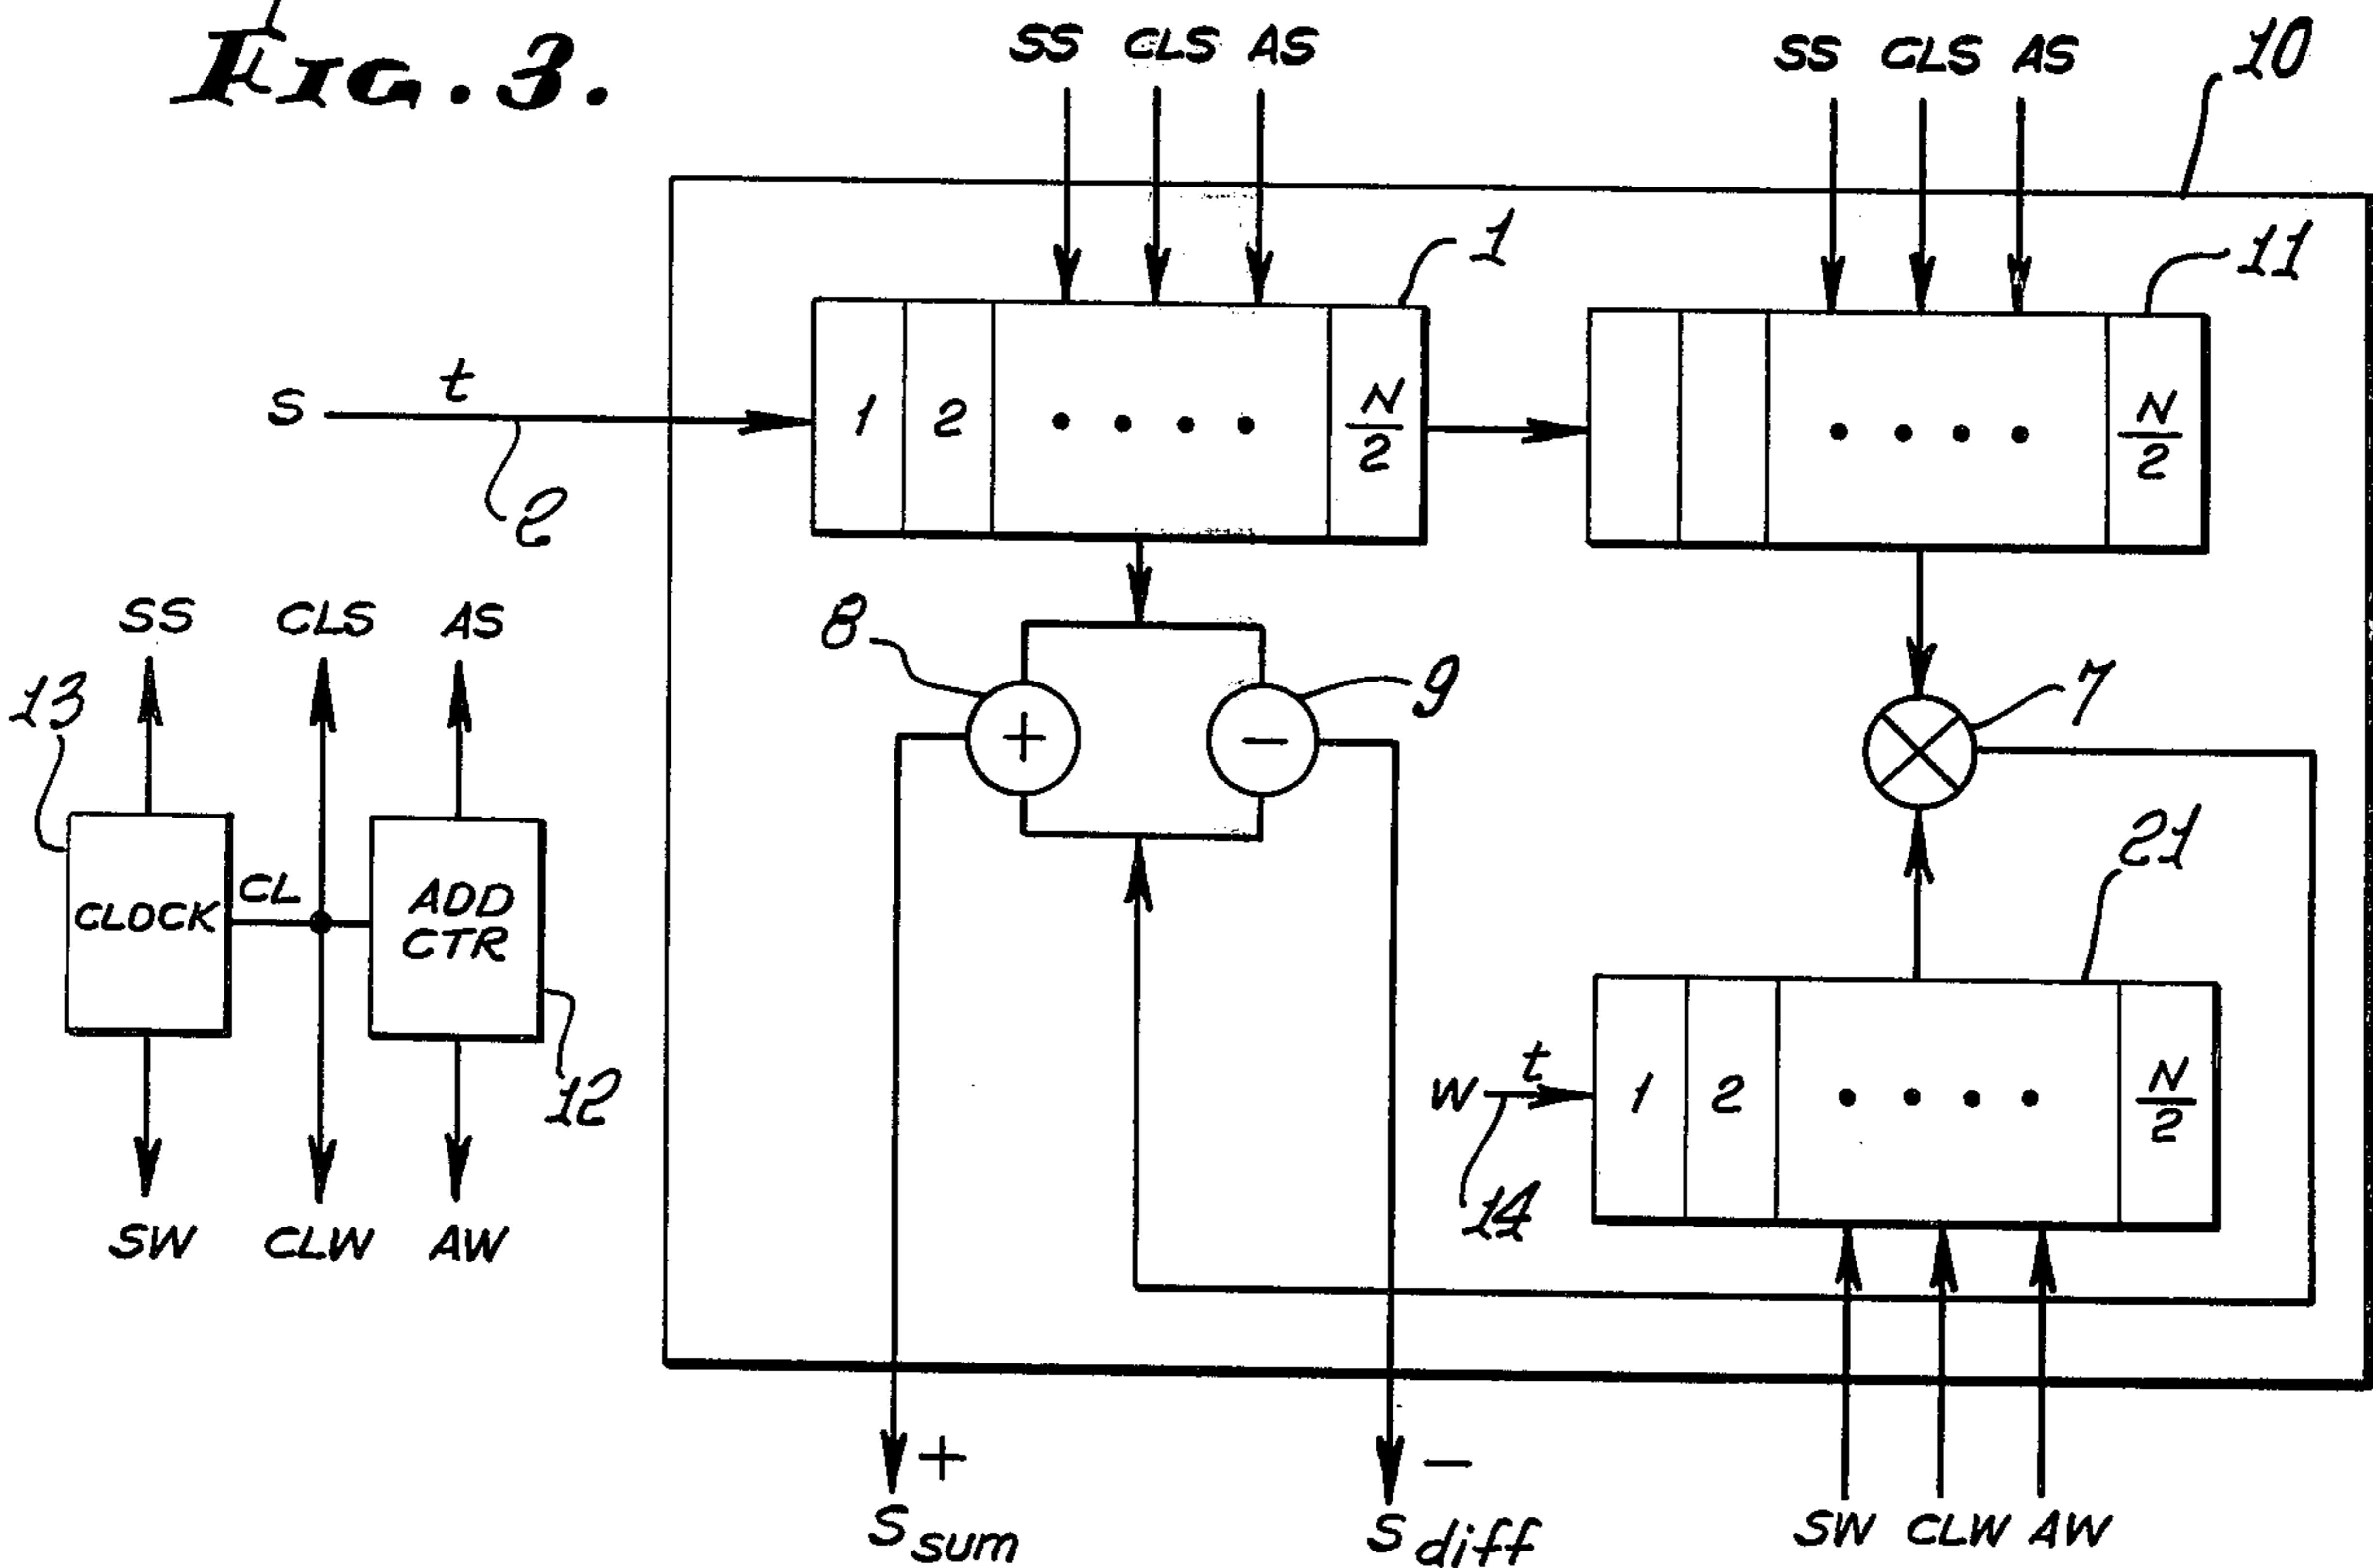 FIG. 3.
SS CLS AS
SS CLS AS
10
1
11
S t
2
1 2 • • • • N/2
• • • • N/2
SS CLS AS
8
+
−
9
7
13
CLOCK
CL
ADD
CTR
12
21
W t
14
1 2 • • • • N/2
SW CLW AW
+
−
S sum
S diff
SW CLW AW